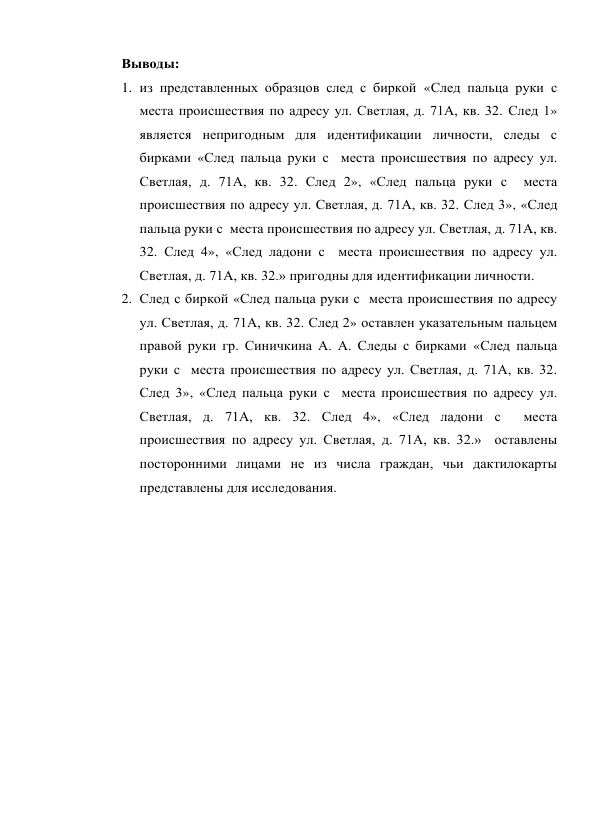 Выводы:
1. из представленных образцов след с биркой «След пальца руки с
места происшествия по адресу ул. Светлая, д. 71А, кв. 32. След 1»
является непригодным для идентификации личности, следы с
бирками «След пальца руки с  места происшествия по адресу ул.
Светлая, д. 71А, кв. 32. След 2», «След пальца руки с  места
происшествия по адресу ул. Светлая, д. 71А, кв. 32. След 3», «След
пальца руки с  места происшествия по адресу ул. Светлая, д. 71А, кв.
32. След 4», «След ладони с  места происшествия по адресу ул.
Светлая, д. 71А, кв. 32.» пригодны для идентификации личности.
2. След с биркой «След пальца руки с  места происшествия по адресу
ул. Светлая, д. 71А, кв. 32. След 2» оставлен указательным пальцем
правой руки гр. Синичкина А. А. Следы с бирками «След пальца
руки с  места происшествия по адресу ул. Светлая, д. 71А, кв. 32.
След 3», «След пальца руки с  места происшествия по адресу ул.
Светлая, д. 71А, кв. 32. След 4», «След ладони с  места
происшествия по адресу ул. Светлая, д. 71А, кв. 32.»  оставлены
посторонними лицами не из числа граждан, чьи дактилокарты
представлены для исследования.